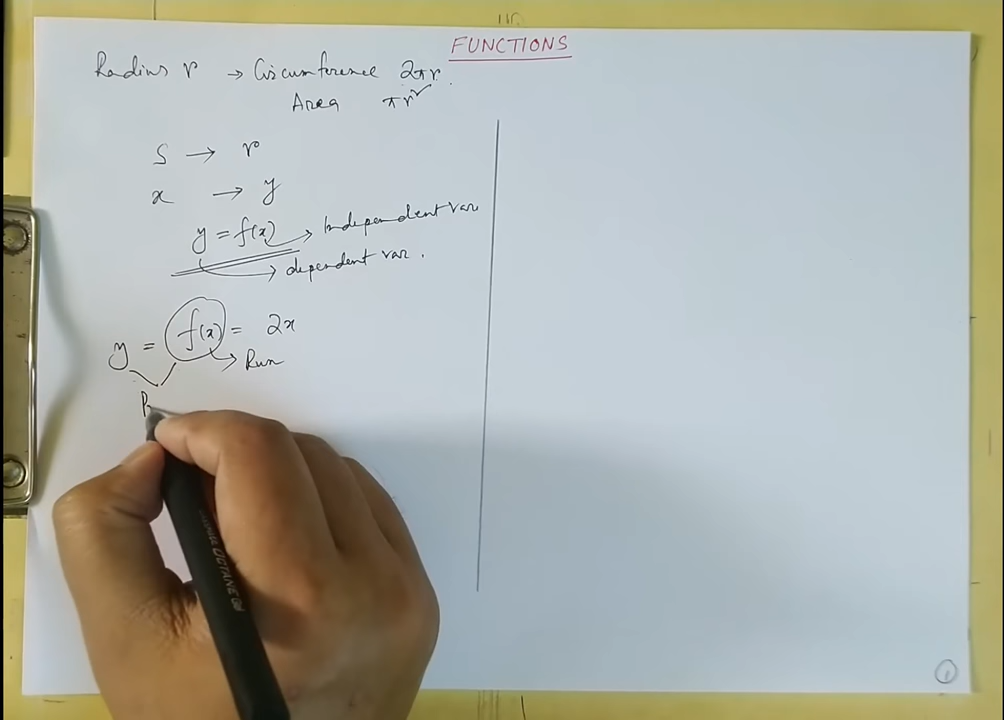 FUNCTIONS
Radius r → Circumference 2πr.
Area πr²
S → r
x → y
y = f(x) → Independent var
→ dependent var.
y = f(x) = 2x
→ Run